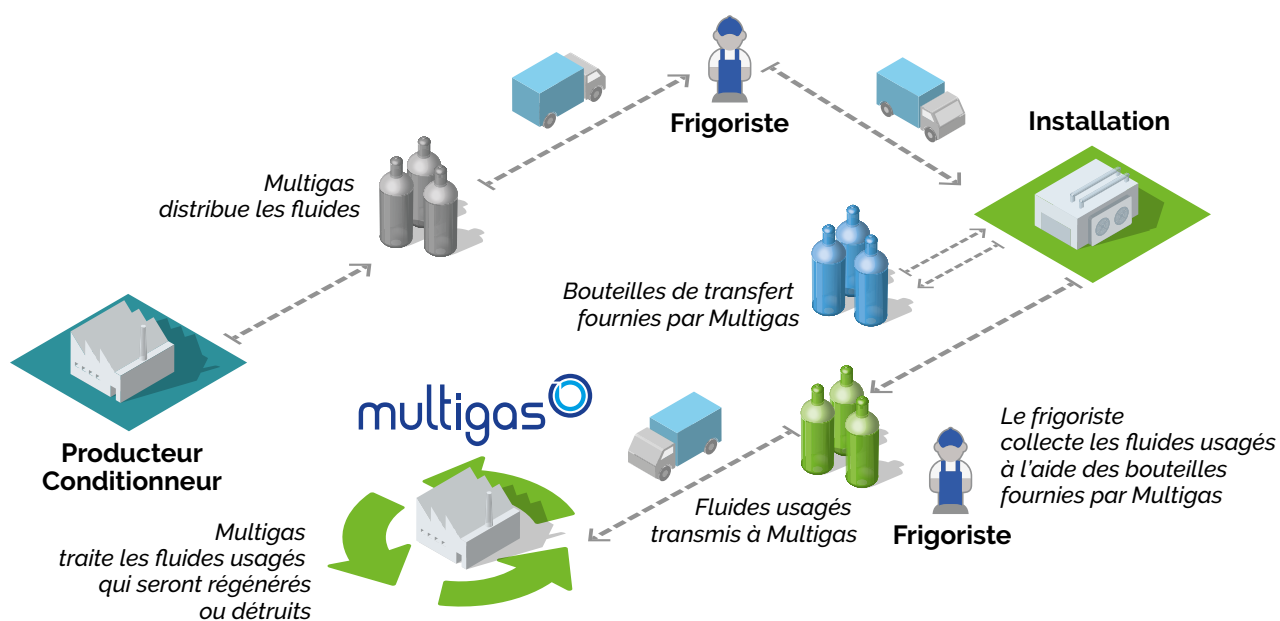 Frigoriste
Installation
Multigas
distribue les fluides
Bouteilles de transfert
fournies par Multigas
Producteur
Conditionneur
multigas
Le frigoriste
collecte les fluides usagés
à l'aide des bouteilles
fournies par Multigas
Fluides usagés
transmis à Multigas
Frigoriste
Multigas
traite les fluides usagés
qui seront régénérés
ou détruits